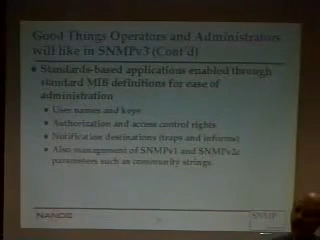 Good Things Operators and Administrators
will like in SNMPv3 (Cont'd)
Standards-based applications enabled through
standard MIB definitions for ease of
administration
User names and keys
Authorization and access control rights
Notification destinations (traps and informs)
Also management of SNMPv1 and SNMPv2c
parameters such as community strings.
NANOG
SNMP